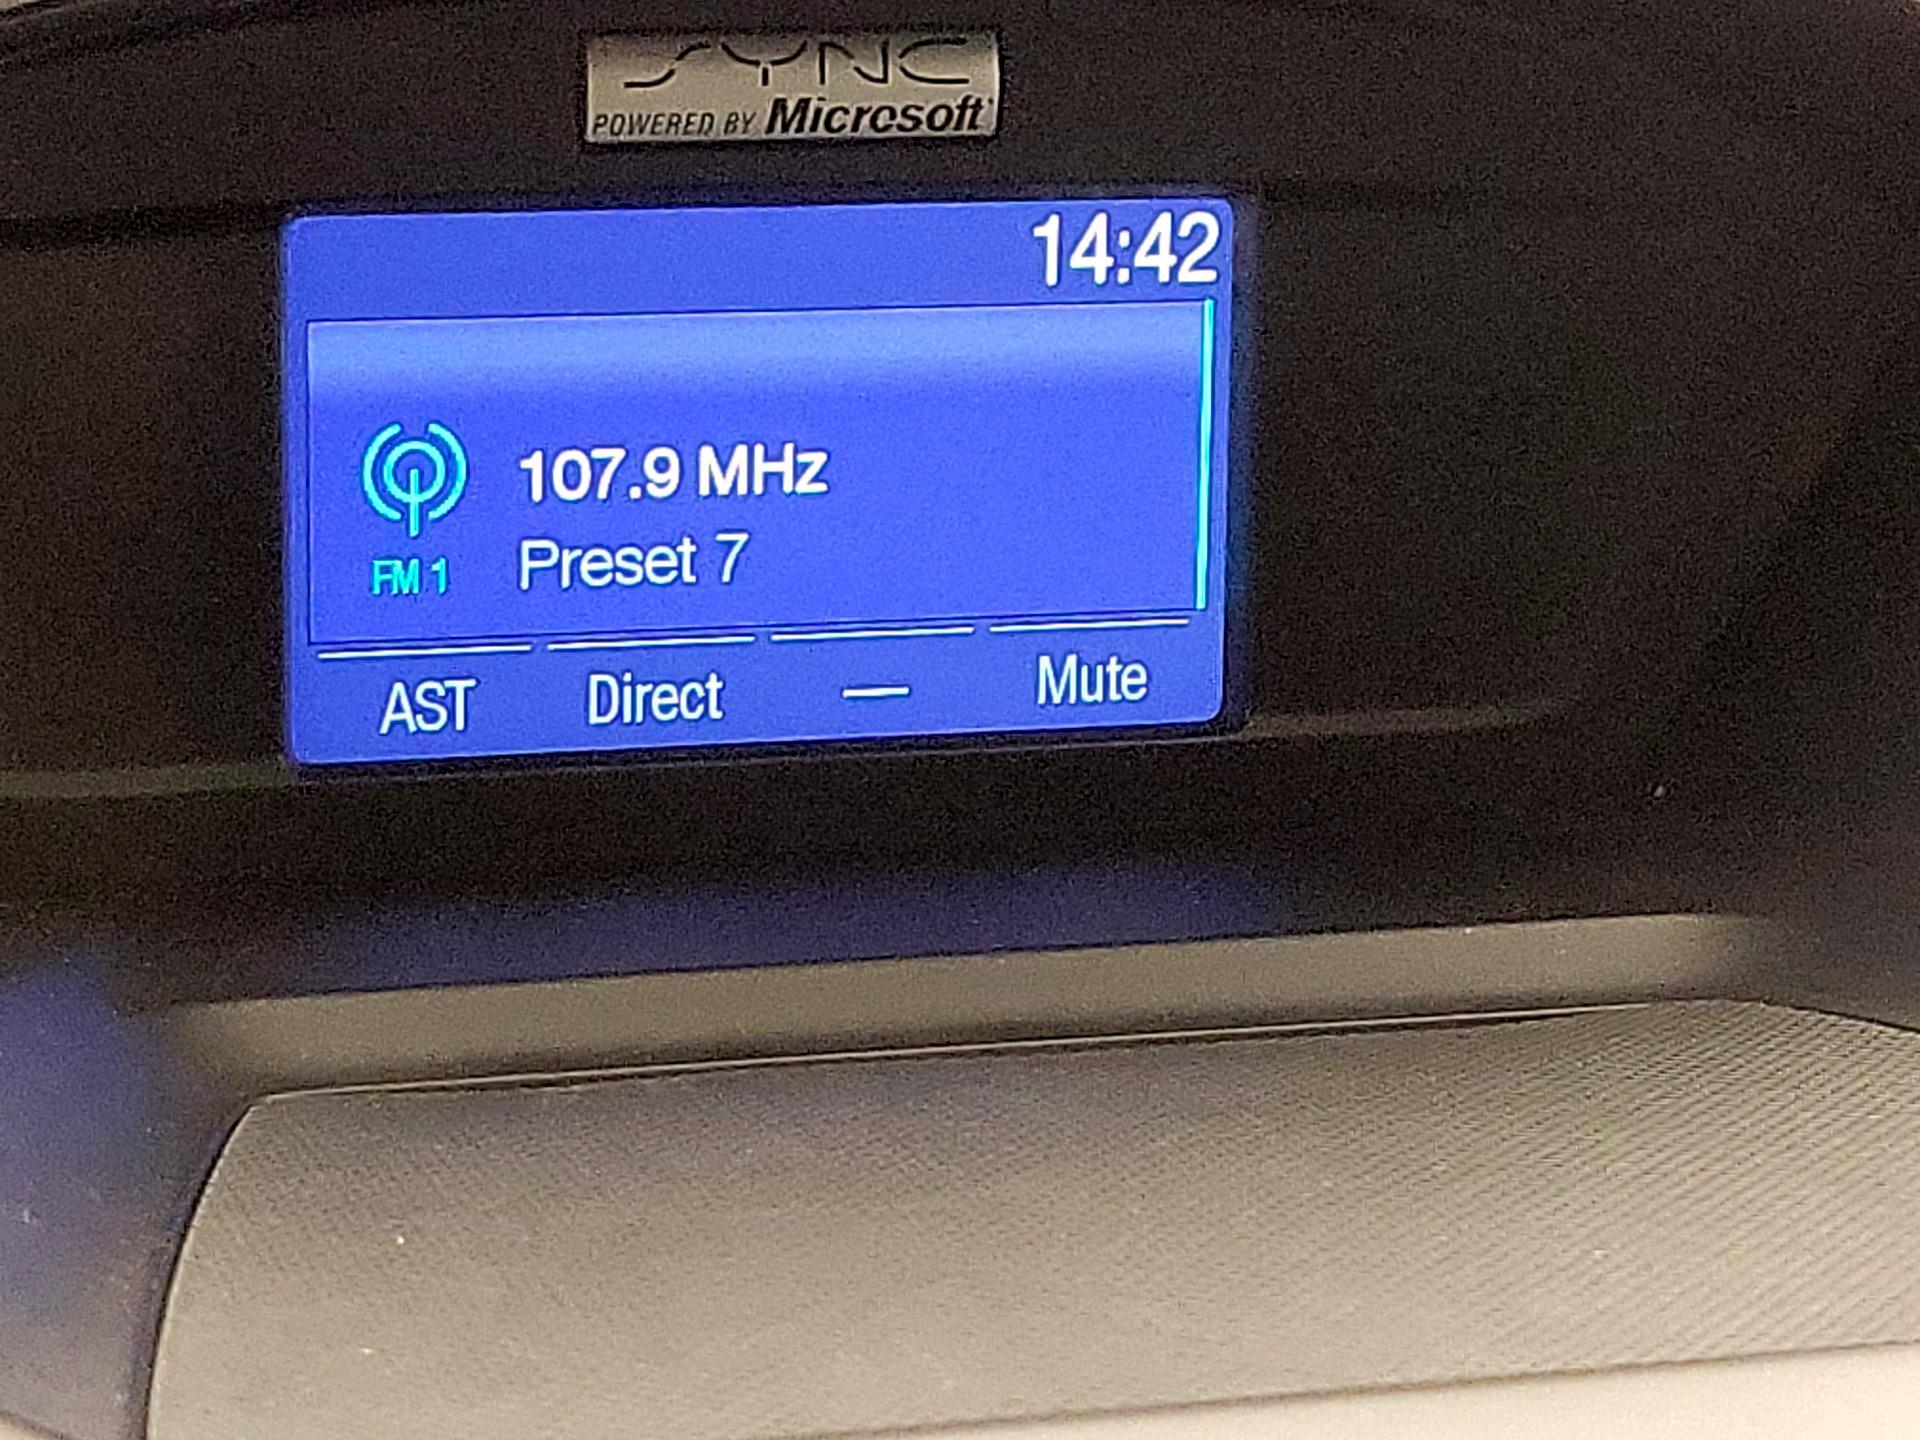 SYNC
POWERED BY Microsoft
14:42
107.9 MHz
FM 1 Preset 7
AST Direct — Mute